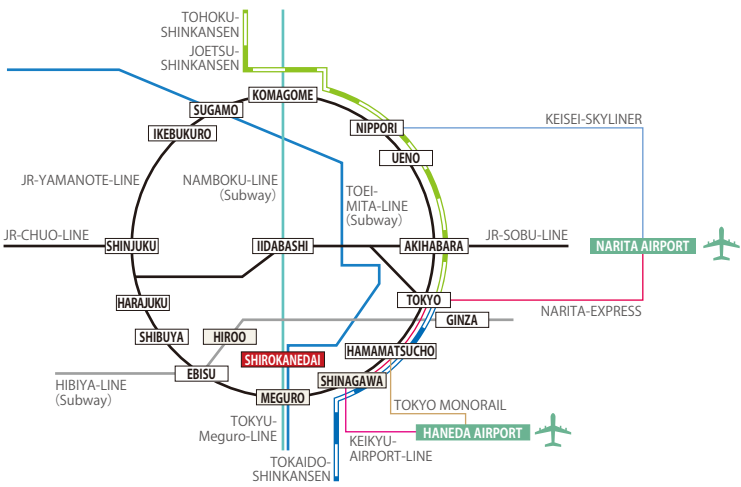 TOHOKU-
SHINKANSEN
JOETSU-
SHINKANSEN
KOMAGOME
SUGAMO
NIPPORI
KEISEI-SKYLINER
IKEBUKURO
UENO
JR-YAMANOTE-LINE
NAMBOKU-LINE
(Subway)
TOEI-
MITA-LINE
(Subway)
JR-CHUO-LINE
JR-SOBU-LINE
SHINJUKU
IIDABASHI
AKIHABARA
NARITA AIRPORT
HARAJUKU
TOKYO
NARITA-EXPRESS
GINZA
SHIBUYA
HIROO
HAMAMATSUCHO
SHIROKANEDAI
EBISU
SHINAGAWA
HIBIYA-LINE
(Subway)
MEGURO
TOKYO MONORAIL
TOKYU-
Meguro-LINE
HANEDA AIRPORT
KEIKYU-
AIRPORT-LINE
TOKAIDO-
SHINKANSEN